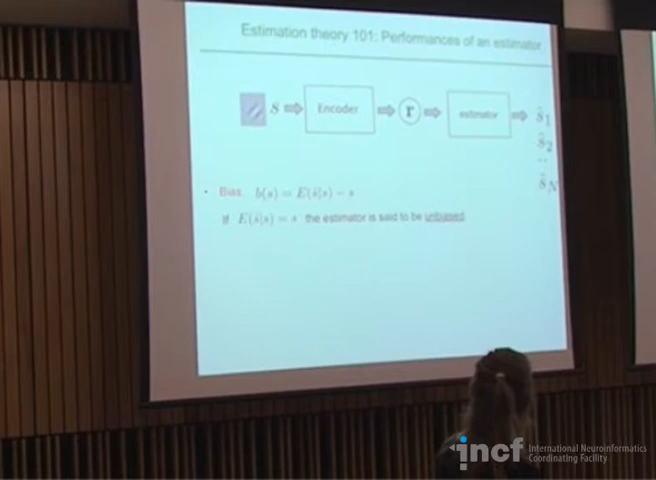 Estimation theory 101: Performances of an estimator
s Encoder r estimator ŝ1
ŝ2
..
ŝN
• Bias: b(s) = E(ŝ|s) − s
If E(ŝ|s) = s the estimator is said to be unbiased
incf International Neuroinformatics
Coordinating Facility